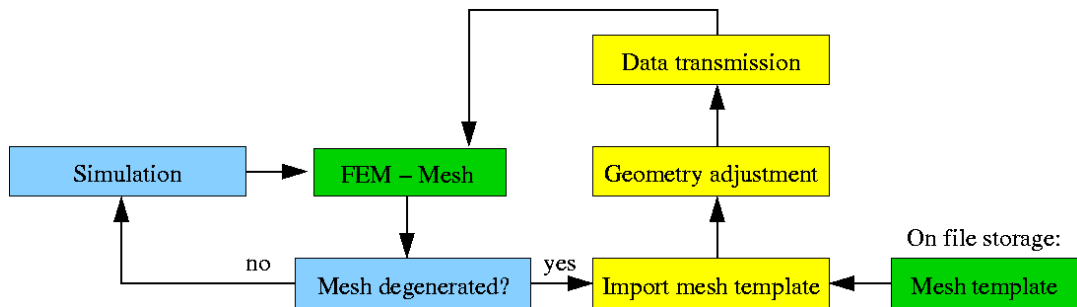 Data transmission
Simulation
FEM – Mesh
Geometry adjustment
On file storage:
no
Mesh degenerated?
yes
Import mesh template
Mesh template